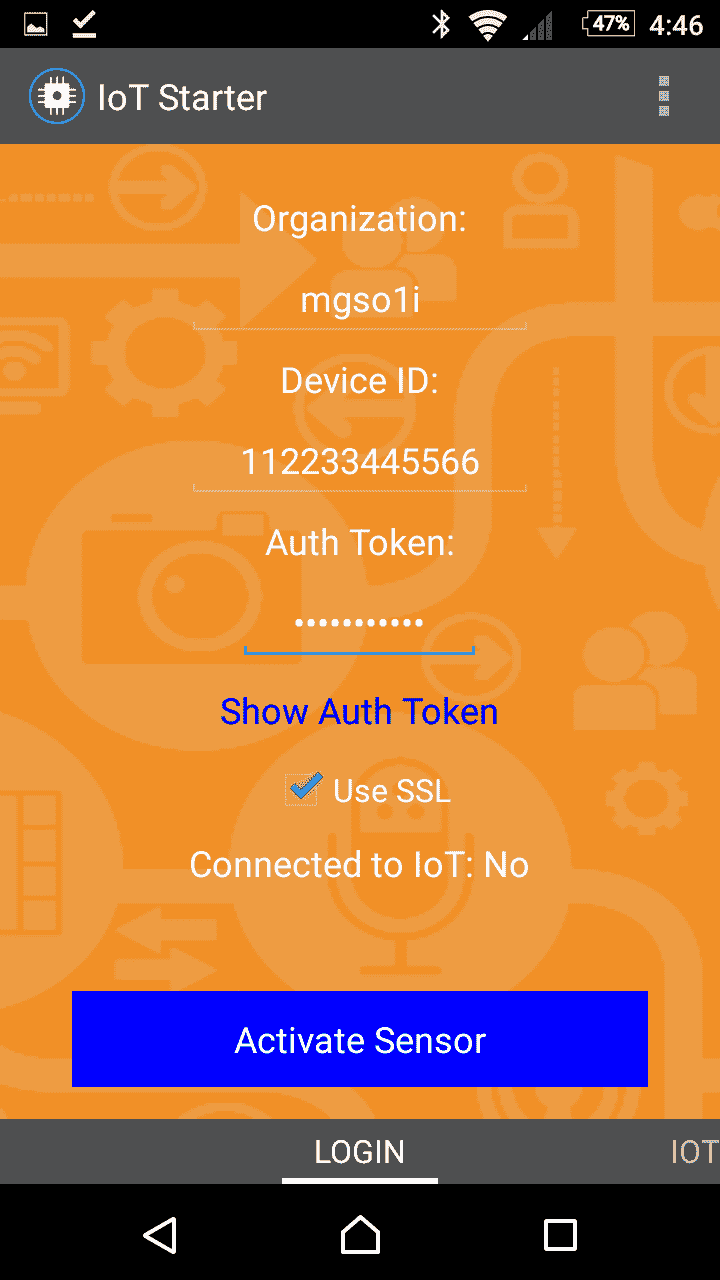 47% 4:46
IoT Starter
Organization:
mgso1i
Device ID:
112233445566
Auth Token:
•••••••••••
Show Auth Token
Use SSL
Connected to IoT: No
Activate Sensor
LOGIN IOT